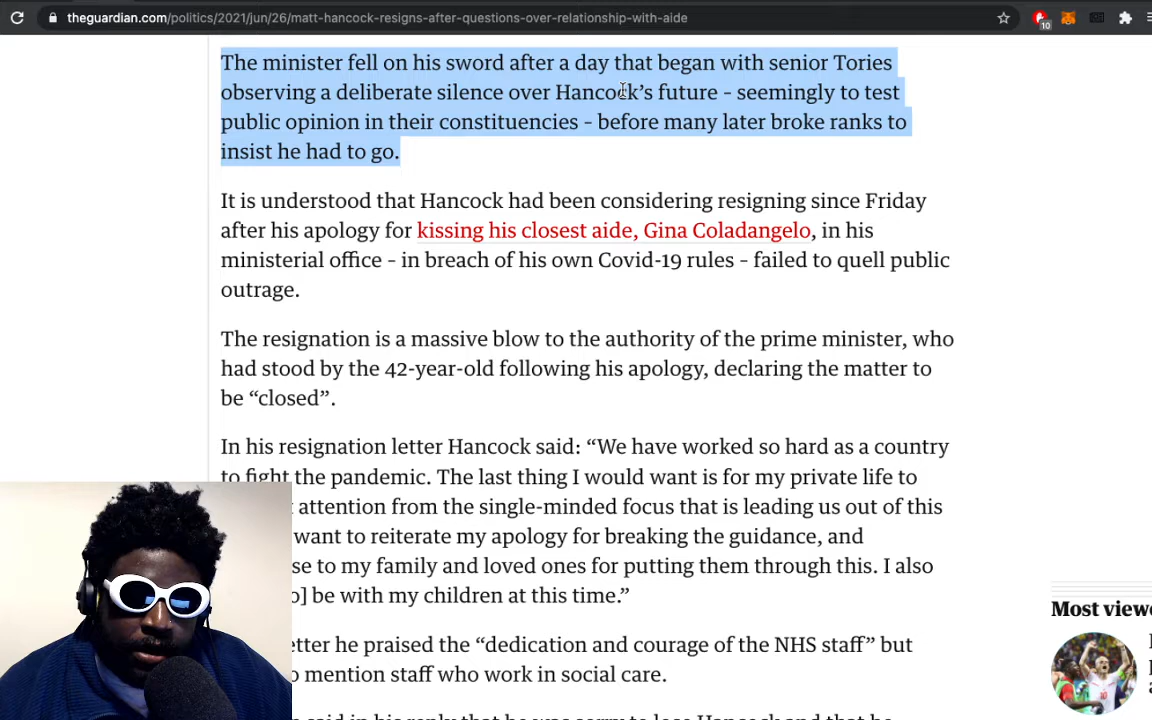 theguardian.com/politics/2021/jun/26/matt-hancock-resigns-after-questions-over-relationship-with-aide
10
The minister fell on his sword after a day that began with senior Tories
observing a deliberate silence over Hancock’s future – seemingly to test
public opinion in their constituencies – before many later broke ranks to
insist he had to go.
It is understood that Hancock had been considering resigning since Friday
after his apology for kissing his closest aide, Gina Coladangelo, in his
ministerial office – in breach of his own Covid-19 rules – failed to quell public
outrage.
The resignation is a massive blow to the authority of the prime minister, who
had stood by the 42-year-old following his apology, declaring the matter to
be “closed”.
In his resignation letter Hancock said: “We have worked so hard as a country
to fight the pandemic. The last thing I would want is for my private life to
attention from the single-minded focus that is leading us out of this
want to reiterate my apology for breaking the guidance, and
se to my family and loved ones for putting them through this. I also
o] be with my children at this time.”
etter he praised the “dedication and courage of the NHS staff” but
o mention staff who work in social care.
Most viewe